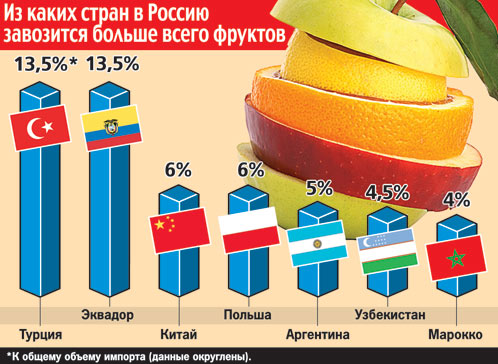 Из каких стран в Россию
завозится больше всего фруктов
13,5%* 13,5%
6% 6% 5% 4,5% 4%
Эквадор Польша Узбекистан
Турция Китай Аргентина Марокко
*К общему объему импорта (данные округлены).